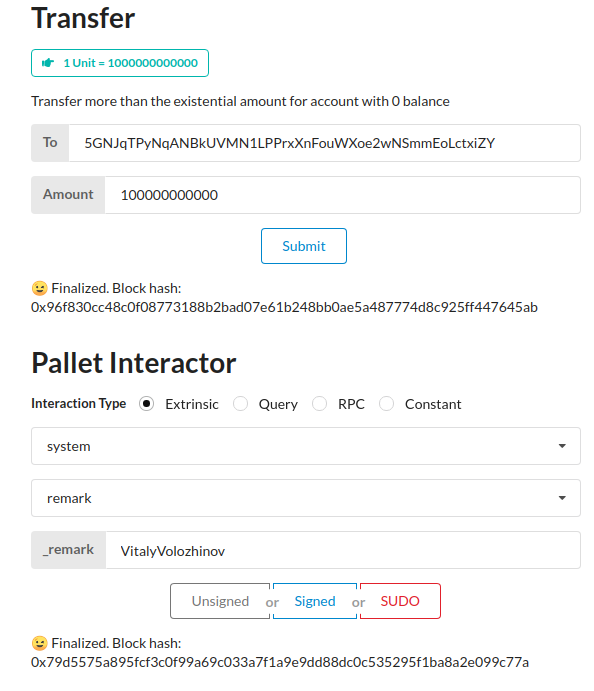 Transfer
1 Unit = 1000000000000
Transfer more than the existential amount for account with 0 balance
To 5GNJqTPyNqANBkUVMN1LPPrxXnFouWXoe2wNSmmEoLctxiZY
Amount 100000000000
Submit
😉 Finalized. Block hash:
0x96f830cc48c0f08773188b2bad07e61b248bb0ae5a487774d8c925ff447645ab
Pallet Interactor
Interaction Type Extrinsic Query RPC Constant
system
remark
_remark VitalyVolozhinov
Unsigned or Signed or SUDO
😉 Finalized. Block hash:
0x79d5575a895fcf3c0f99a69c033a7f1a9e9dd88dc0c535295f1ba8a2e099c77a